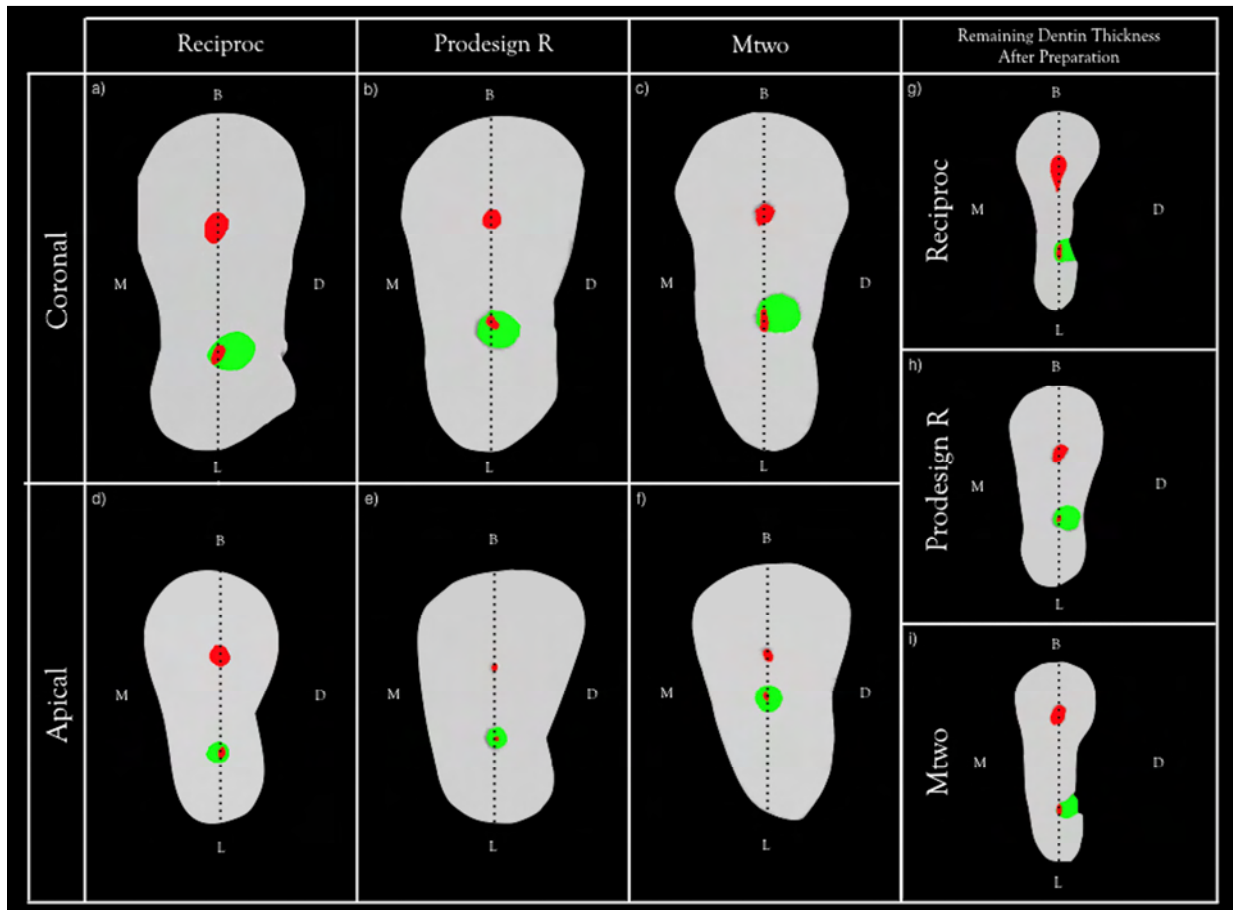 Reciproc
Prodesign R
Mtwo
Remaining Dentin Thickness
After Preparation
Coronal
a)
B
M
D
L
b)
B
M
D
L
c)
B
M
D
L
g)
Reciproc
B
M
D
L
h)
Prodesign R
B
M
D
L
Apical
d)
B
M
D
L
e)
B
M
D
L
f)
B
M
D
L
i)
Mtwo
B
M
D
L